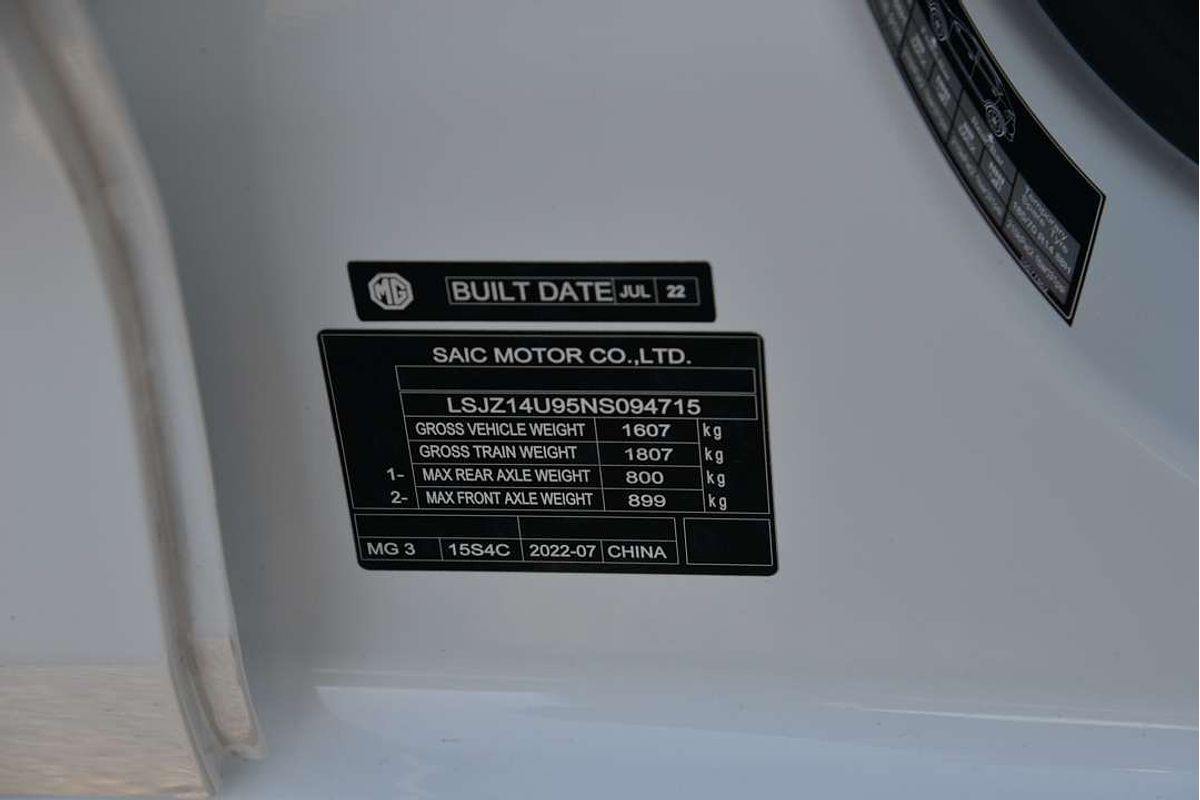 MG BUILT DATE JUL 22
SAIC MOTOR CO.,LTD.
LSJZ14U95NS094715
GROSS VEHICLE WEIGHT 1607 kg
GROSS TRAIN WEIGHT 1807 kg
1- MAX REAR AXLE WEIGHT 800 kg
2- MAX FRONT AXLE WEIGHT 899 kg
MG 3 15S4C 2022-07 CHINA
Temporary